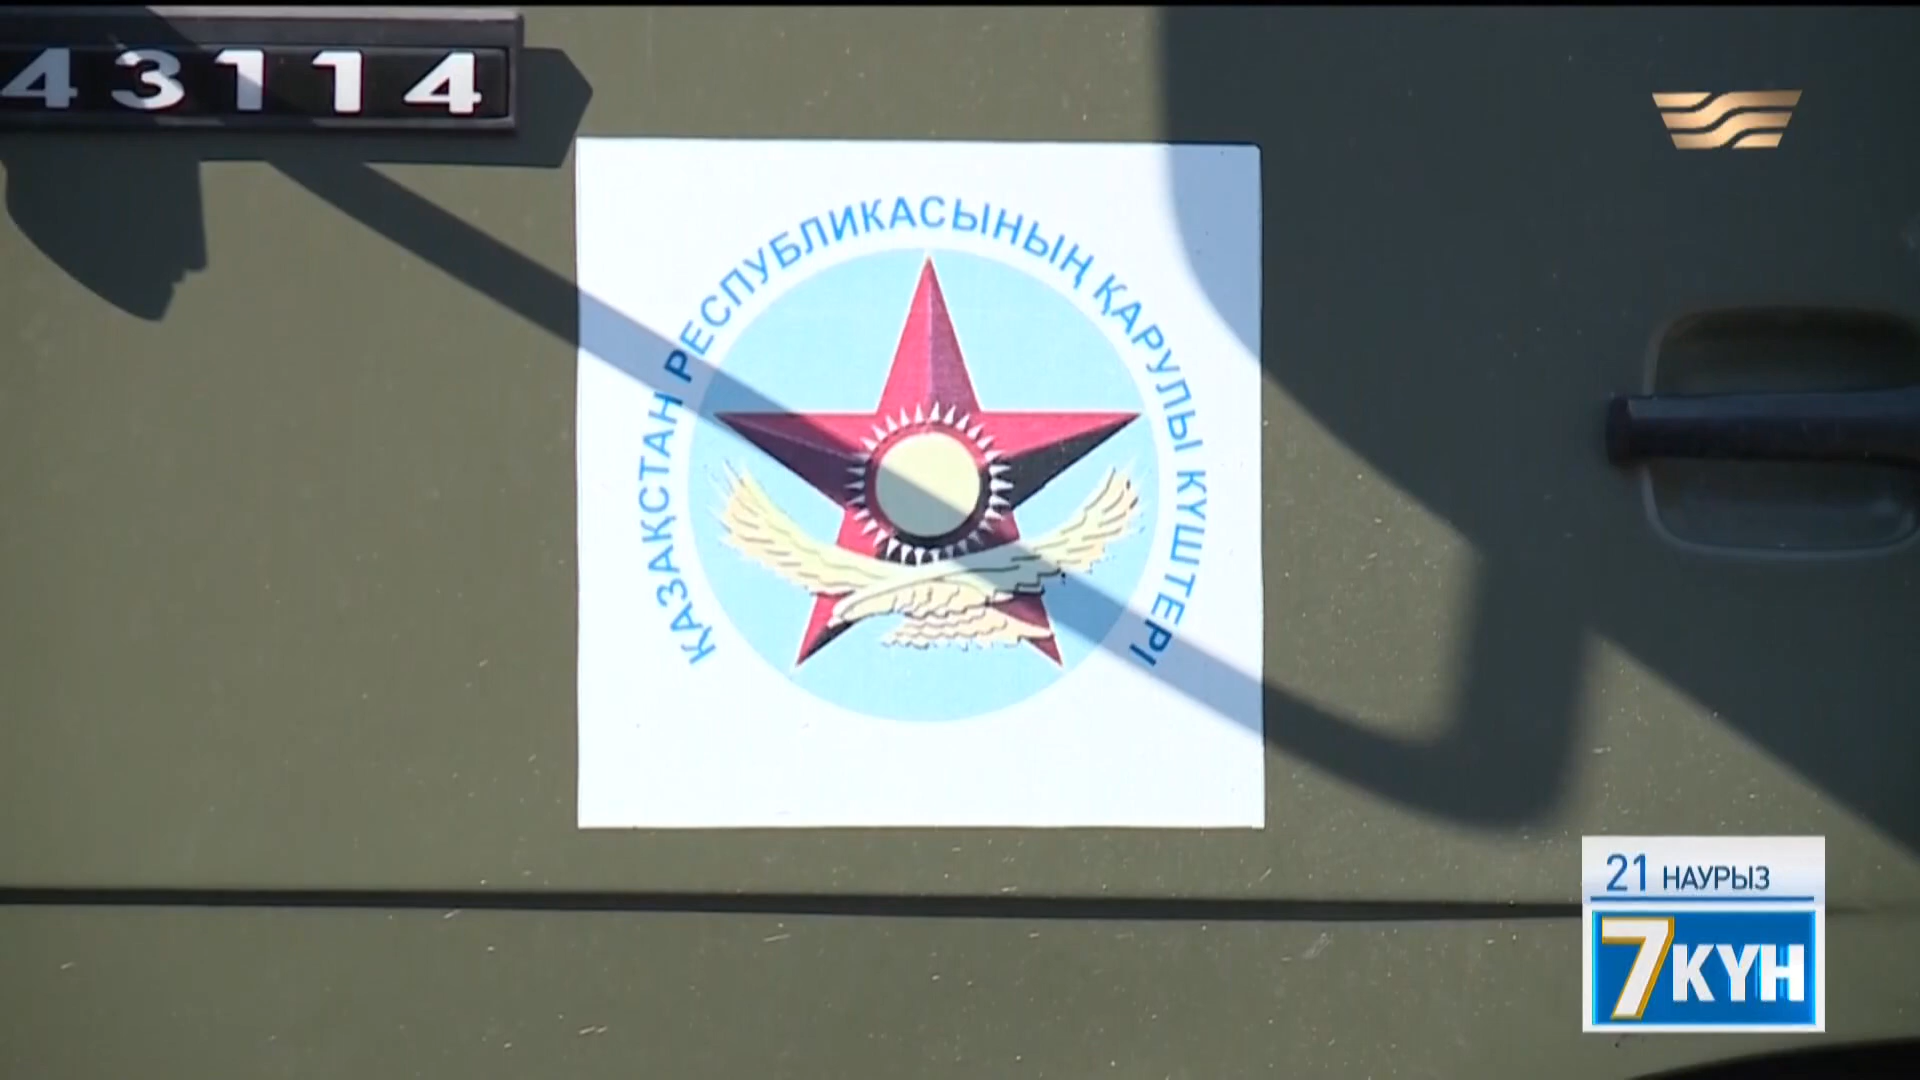 43114
ҚАЗАҚСТАН РЕСПУБЛИКАСЫНЫҢ ҚАРУЛЫ КҮШТЕРІ
21 НАУРЫЗ
7КҮН